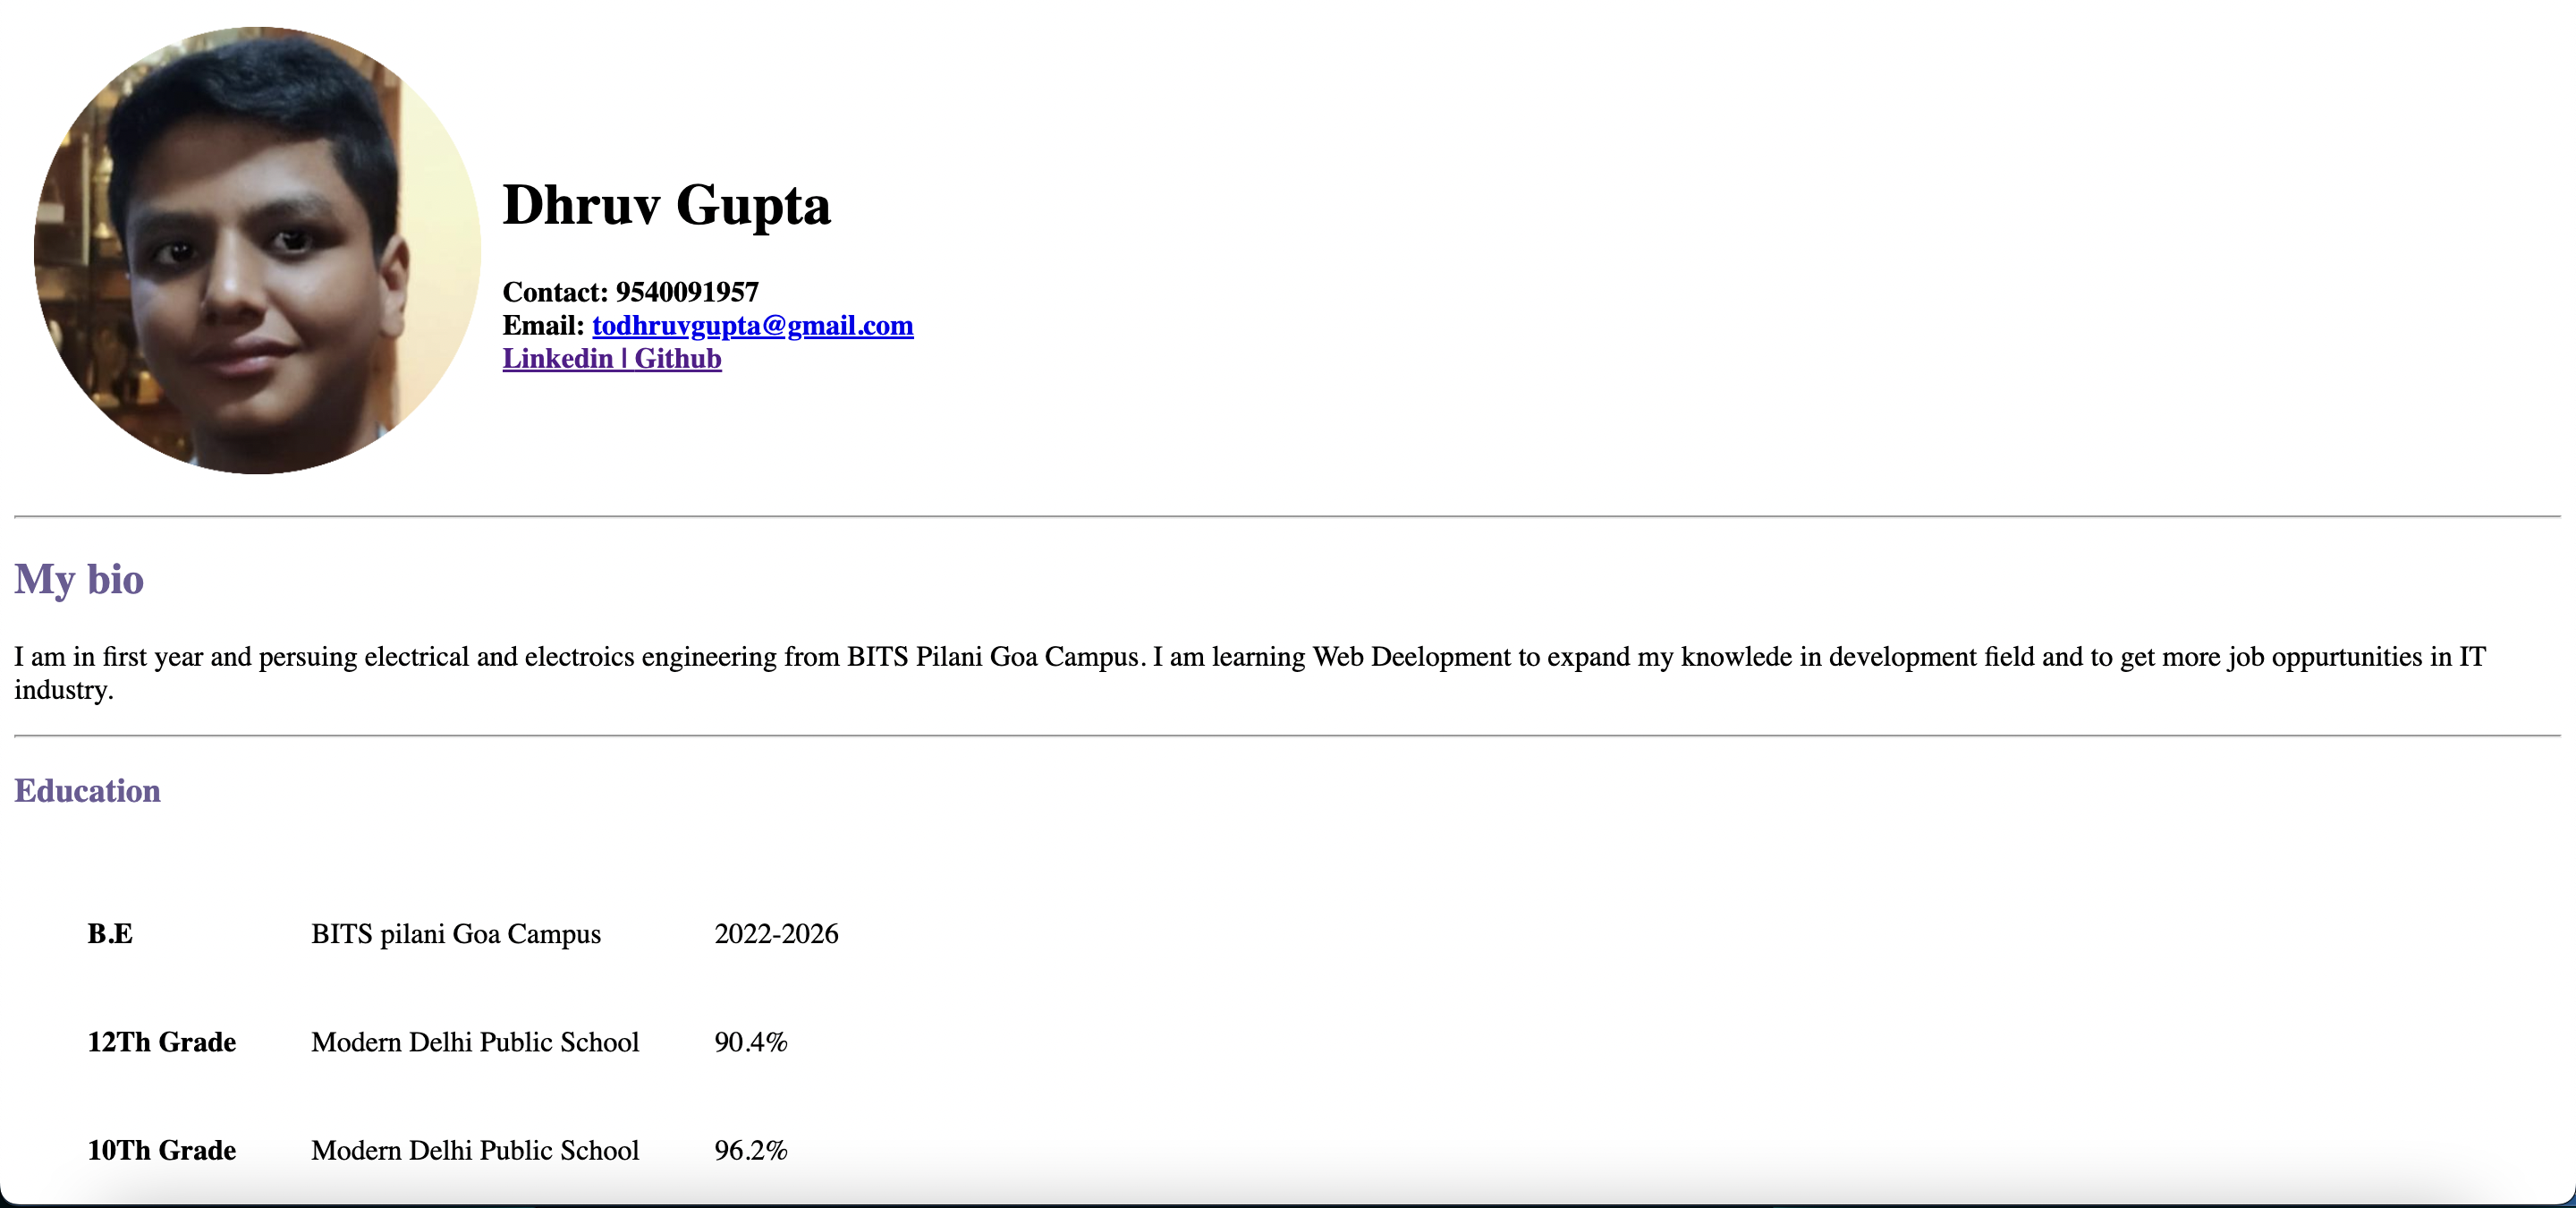 Dhruv Gupta
Contact: 9540091957
Email: todhruvgupta@gmail.com
Linkedin | Github
My bio
I am in first year and persuing electrical and electroics engineering from BITS Pilani Goa Campus. I am learning Web Deelopment to expand my knowlede in development field and to get more job oppurtunities in IT
industry.
Education
B.E BITS pilani Goa Campus 2022-2026
12Th Grade Modern Delhi Public School 90.4%
10Th Grade Modern Delhi Public School 96.2%